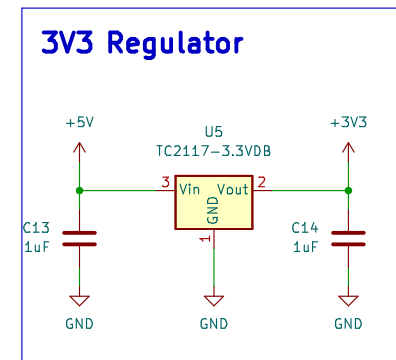 3V3 Regulator
+5V
U5
TC2117-3.3VDB
+3V3
3
Vin
Vout
2
GND
1
C13
1uF
C14
1uF
GND
GND
GND